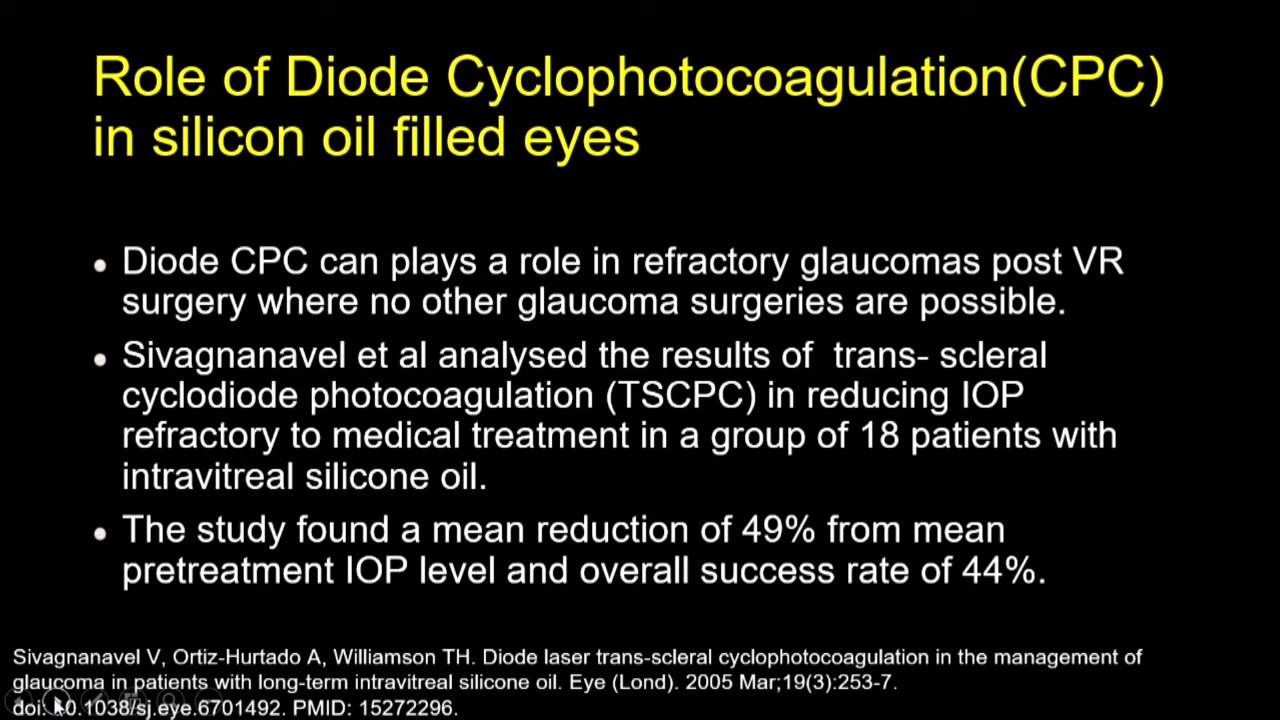 Role of Diode Cyclophotocoagulation(CPC)
in silicon oil filled eyes
• Diode CPC can plays a role in refractory glaucomas post VR
surgery where no other glaucoma surgeries are possible.
• Sivagnanavel et al analysed the results of trans- scleral
cyclodiode photocoagulation (TSCPC) in reducing IOP
refractory to medical treatment in a group of 18 patients with
intravitreal silicone oil.
• The study found a mean reduction of 49% from mean
pretreatment IOP level and overall success rate of 44%.
Sivagnanavel V, Ortiz-Hurtado A, Williamson TH. Diode laser trans-scleral cyclophotocoagulation in the management of
glaucoma in patients with long-term intravitreal silicone oil. Eye (Lond). 2005 Mar;19(3):253-7.
doi: 10.1038/sj.eye.6701492. PMID: 15272296.